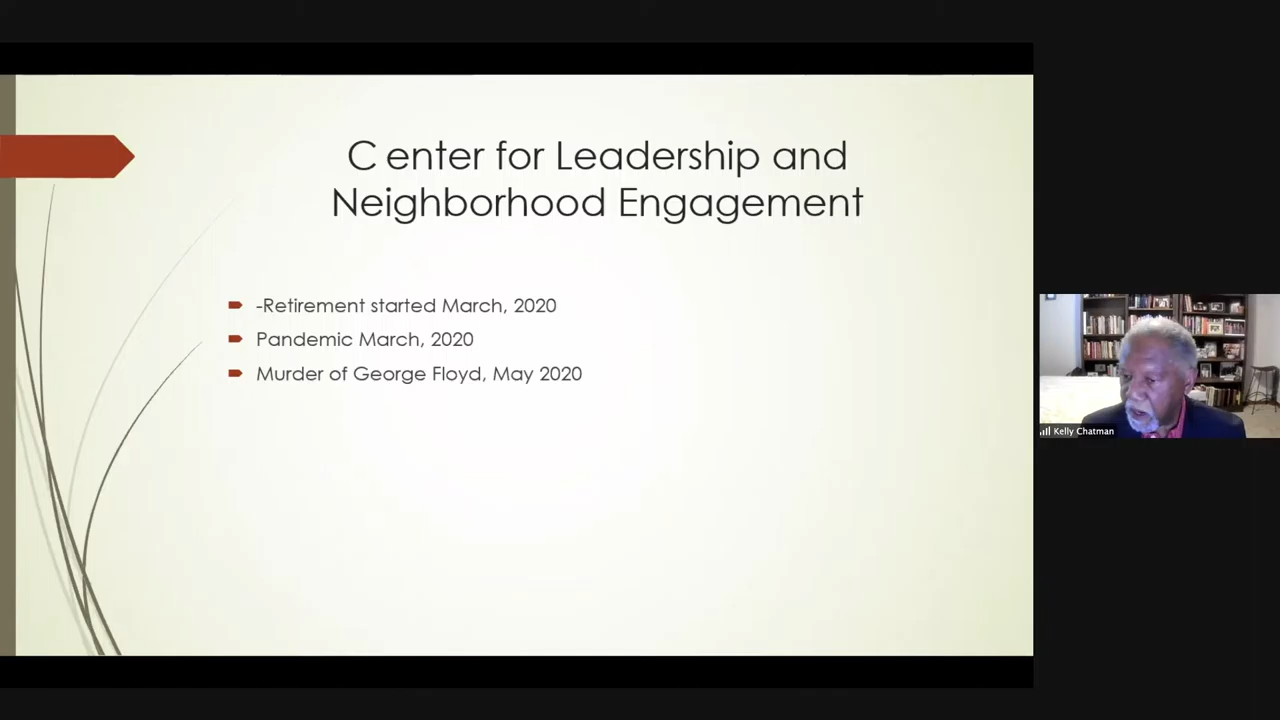 C enter for Leadership and
Neighborhood Engagement
-Retirement started March, 2020
Pandemic March, 2020
Murder of George Floyd, May 2020
Kelly Chatman